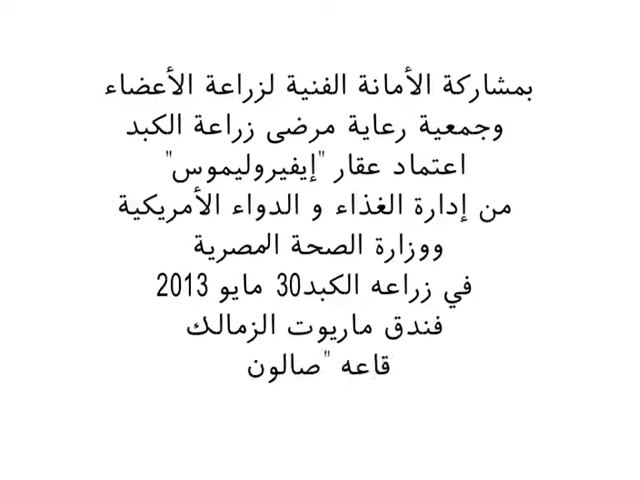 بمشاركة الأمانة الفنية لزراعة الأعضاء
وجمعية رعاية مرضى زراعة الكبد
اعتماد عقار "إيفيروليموس"
من إدارة الغذاء و الدواء الأمريكية
ووزارة الصحة المصرية
في زراعه الكبد30 مايو 2013
فندق ماريوت الزمالك
قاعه "صالون